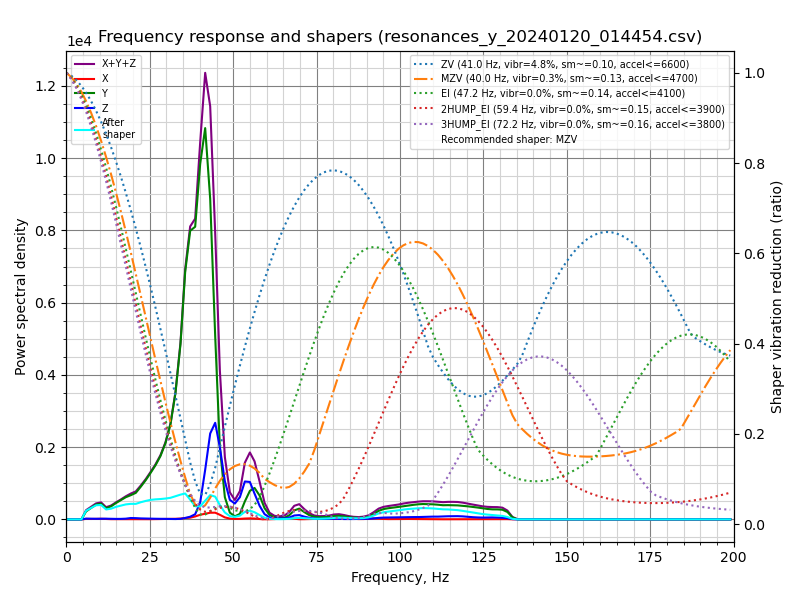 Frequency response and shapers (resonances_y_20240120_014454.csv)
1e4
X+Y+Z
X
Y
Z
After
shaper
ZV (41.0 Hz, vibr=4.8%, sm~=0.10, accel<=6600)
MZV (40.0 Hz, vibr=0.3%, sm~=0.13, accel<=4700)
EI (47.2 Hz, vibr=0.0%, sm~=0.14, accel<=4100)
2HUMP_EI (59.4 Hz, vibr=0.0%, sm~=0.15, accel<=3900)
3HUMP_EI (72.2 Hz, vibr=0.0%, sm~=0.16, accel<=3800)
Recommended shaper: MZV
Power spectral density
1.2
1.0
0.8
0.6
0.4
0.2
0.0
1.0
0.8
0.6
0.4
0.2
0.0
Shaper vibration reduction (ratio)
0 25 50 75 100 125 150 175 200
Frequency, Hz